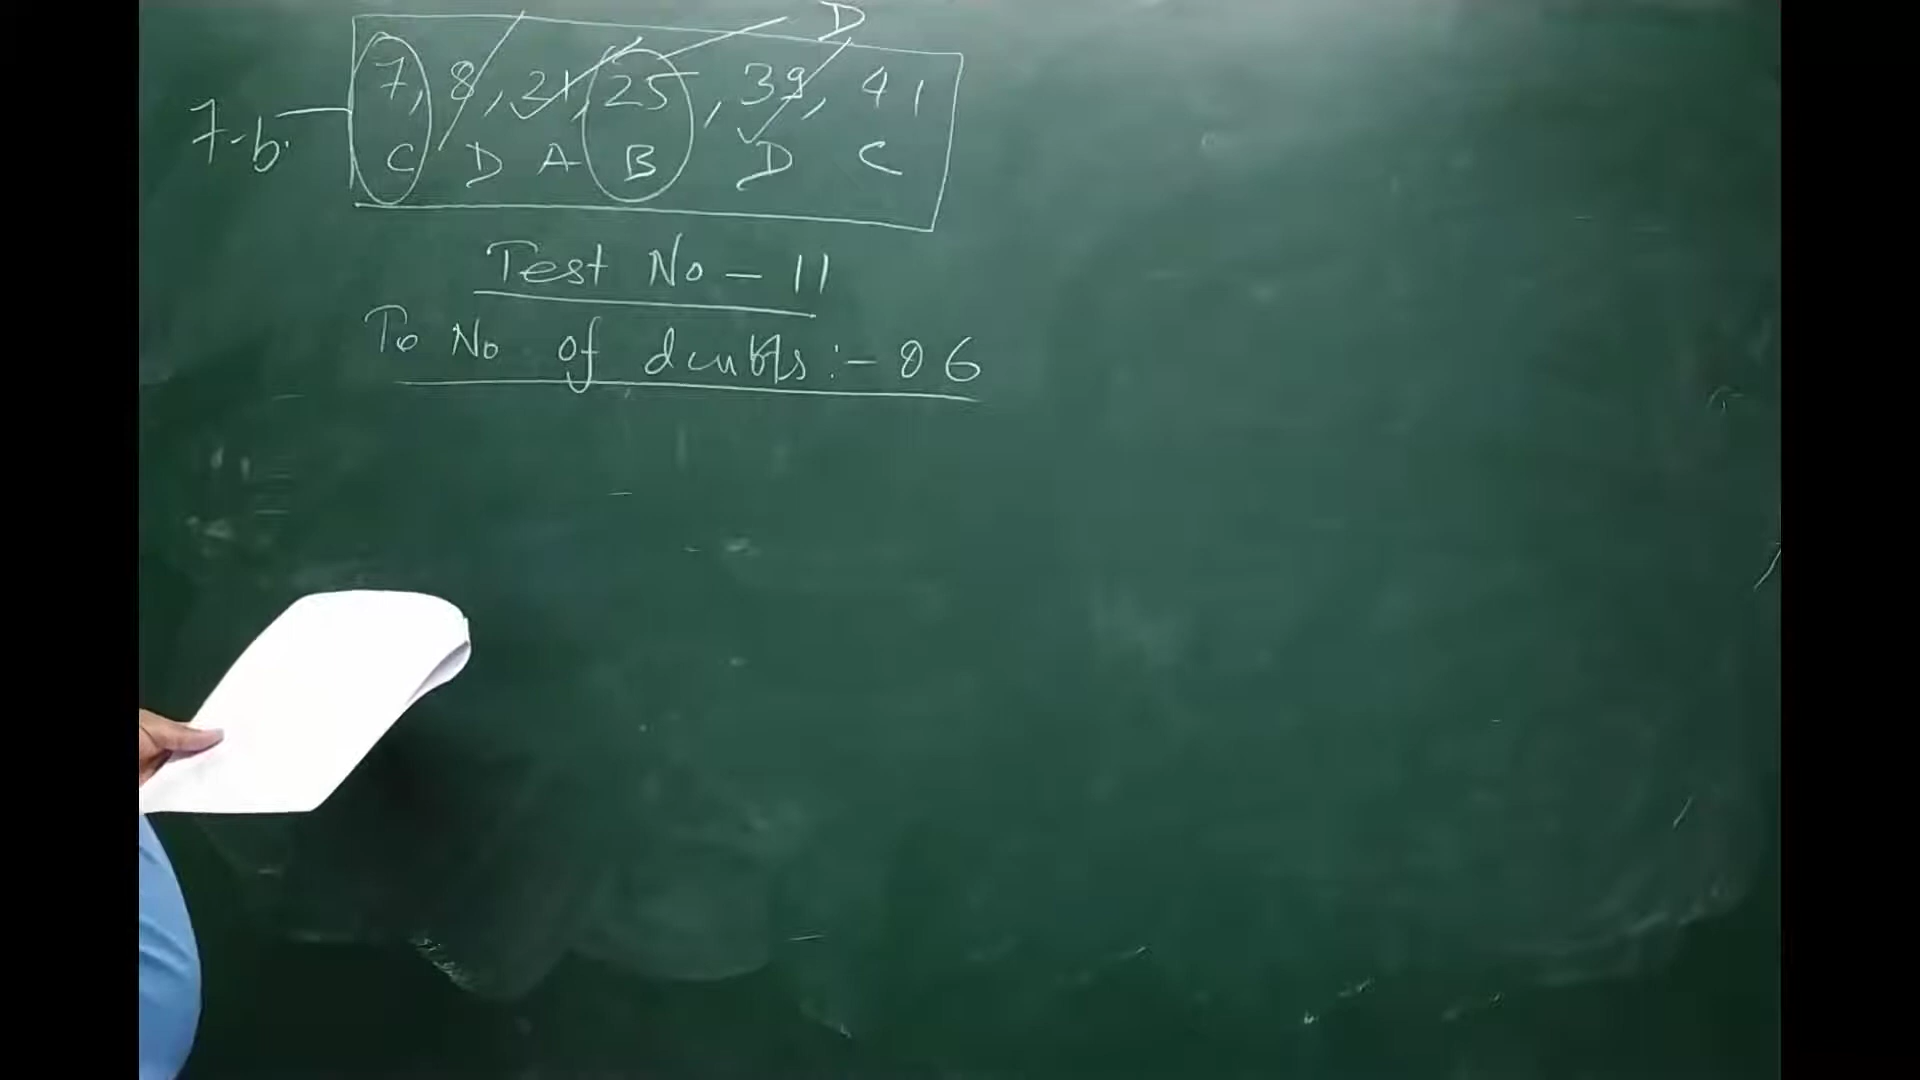 D
7, 8, 21, 25, 39, 41
7-b.
C D A B D C
Test No - 11
To No of doubts :- 06